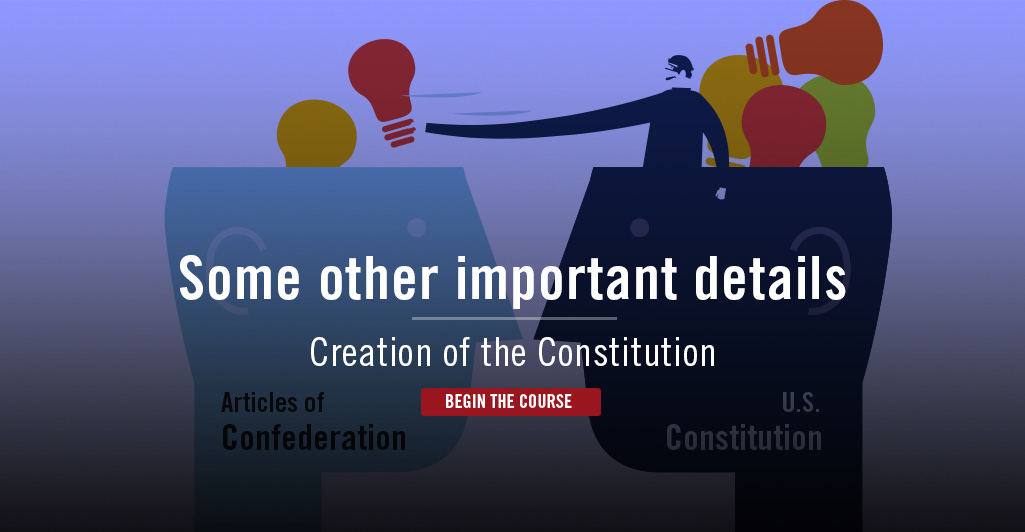 Some other important details
Creation of the Constitution
BEGIN THE COURSE
Articles of
Confederation
U.S.
Constitution